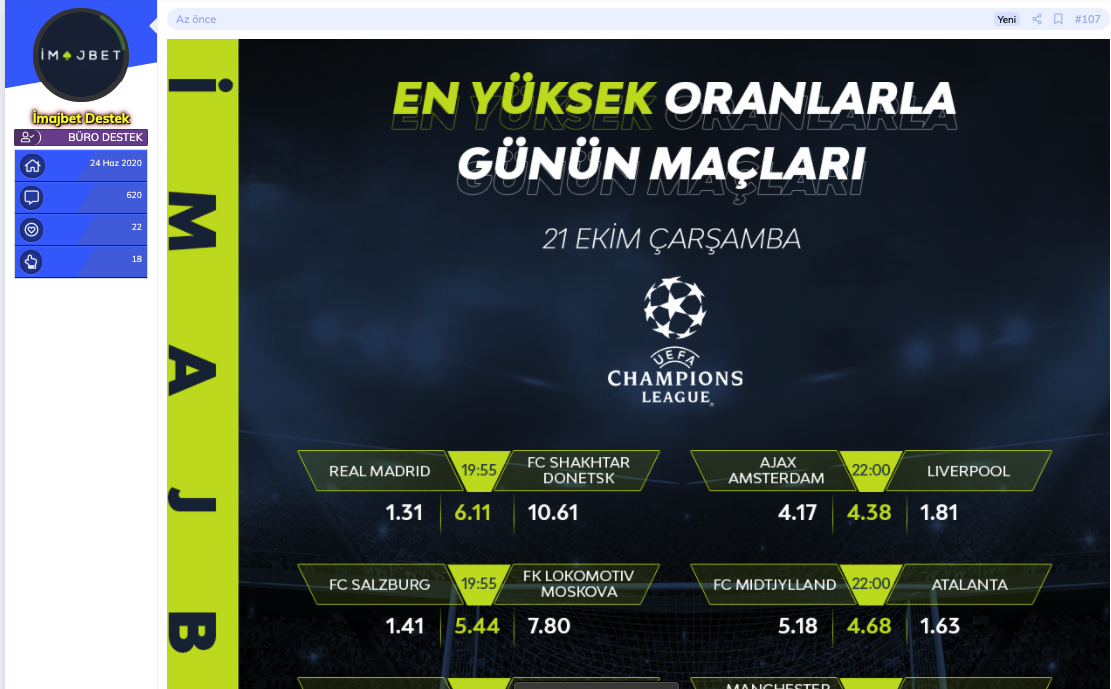 Az önce
Yeni
#107
İMAJBET
İmajbet Destek
BÜRO DESTEK
24 Haz 2020
620
22
18
İ M A J B
EN YÜKSEK ORANLARLA
GÜNÜN MAÇLARI
21 EKİM ÇARŞAMBA
UEFA
CHAMPIONS
LEAGUE
REAL MADRID 19:55 FC SHAKHTAR DONETSK
1.31 6.11 10.61
AJAX AMSTERDAM 22:00 LIVERPOOL
4.17 4.38 1.81
FC SALZBURG 19:55 FK LOKOMOTIV MOSKOVA
1.41 5.44 7.80
FC MIDTJYLLAND 22:00 ATALANTA
5.18 4.68 1.63
MANCHESTER